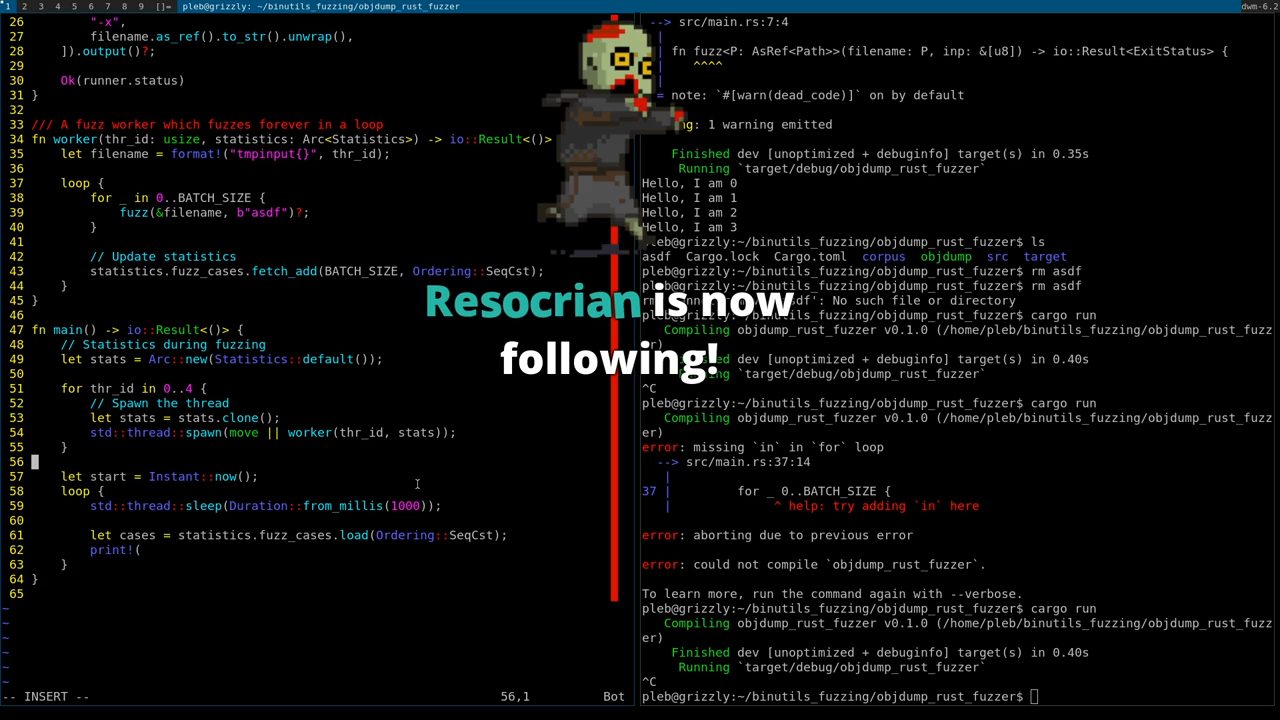 1 2 3 4 5 6 7 8 9 []= pleb@grizzly: ~/binutils_fuzzing/objdump_rust_fuzzer dwm-6.2
26 "-x",
27 filename.as_ref().to_str().unwrap(),
28 ]).output()?;
29
30 Ok(runner.status)
31 }
32
33 /// A fuzz worker which fuzzes forever in a loop
34 fn worker(thr_id: usize, statistics: Arc<Statistics>) -> io::Result<()>
35 let filename = format!("tmpinput{}", thr_id);
36
37 loop {
38 for _ in 0..BATCH_SIZE {
39 fuzz(&filename, b"asdf")?;
40 }
41
42 // Update statistics
43 statistics.fuzz_cases.fetch_add(BATCH_SIZE, Ordering::SeqCst);
44 }
45 }
46
47 fn main() -> io::Result<()> {
48 // Statistics during fuzzing
49 let stats = Arc::new(Statistics::default());
50
51 for thr_id in 0..4 {
52 // Spawn the thread
53 let stats = stats.clone();
54 std::thread::spawn(move || worker(thr_id, stats));
55 }
56
57 let start = Instant::now();
58 loop {
59 std::thread::sleep(Duration::from_millis(1000));
60
61 let cases = statistics.fuzz_cases.load(Ordering::SeqCst);
62 print!(
63 }
64 }
65
~
~
~
~
~
~
-- INSERT -- 56,1 Bot
Resocrian is now
following!
--> src/main.rs:7:4
|
| fn fuzz<P: AsRef<Path>>(filename: P, inp: &[u8]) -> io::Result<ExitStatus> {
| ^^^^
|
= note: `#[warn(dead_code)]` on by default
ng: 1 warning emitted
Finished dev [unoptimized + debuginfo] target(s) in 0.35s
Running `target/debug/objdump_rust_fuzzer`
Hello, I am 0
Hello, I am 1
Hello, I am 2
Hello, I am 3
pleb@grizzly:~/binutils_fuzzing/objdump_rust_fuzzer$ ls
asdf Cargo.lock Cargo.toml corpus objdump src target
pleb@grizzly:~/binutils_fuzzing/objdump_rust_fuzzer$ rm asdf
pleb@grizzly:~/binutils_fuzzing/objdump_rust_fuzzer$ rm asdf
sdf': No such file or directory
pleb@grizzly:~/binutils_fuzzing/objdump_rust_fuzzer$ cargo run
Compiling objdump_rust_fuzzer v0.1.0 (/home/pleb/binutils_fuzzing/objdump_rust_fuzz
er)
Finished dev [unoptimized + debuginfo] target(s) in 0.40s
Running `target/debug/objdump_rust_fuzzer`
^C
pleb@grizzly:~/binutils_fuzzing/objdump_rust_fuzzer$ cargo run
Compiling objdump_rust_fuzzer v0.1.0 (/home/pleb/binutils_fuzzing/objdump_rust_fuzz
er)
error: missing `in` in `for` loop
--> src/main.rs:37:14
|
37 | for _ 0..BATCH_SIZE {
| ^ help: try adding `in` here
error: aborting due to previous error
error: could not compile `objdump_rust_fuzzer`.
To learn more, run the command again with --verbose.
pleb@grizzly:~/binutils_fuzzing/objdump_rust_fuzzer$ cargo run
Compiling objdump_rust_fuzzer v0.1.0 (/home/pleb/binutils_fuzzing/objdump_rust_fuzz
er)
Finished dev [unoptimized + debuginfo] target(s) in 0.40s
Running `target/debug/objdump_rust_fuzzer`
^C
pleb@grizzly:~/binutils_fuzzing/objdump_rust_fuzzer$